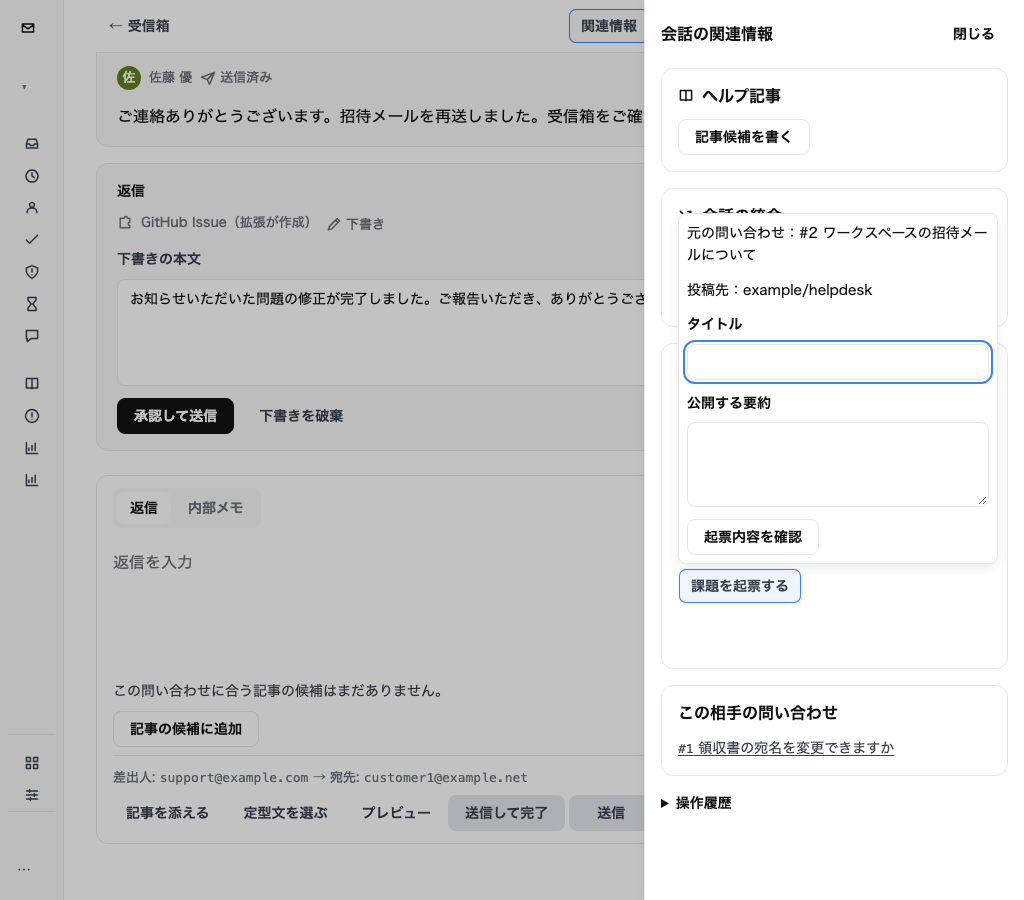 ← 受信箱
関連情報
佐 佐藤 優 送信済み
ご連絡ありがとうございます。招待メールを再送しました。受信箱をご確
返信
GitHub Issue（拡張が作成） 下書き
下書きの本文
お知らせいただいた問題の修正が完了しました。ご報告いただき、ありがとうござ
承認して送信 下書きを破棄
返信 内部メモ
返信を入力
この問い合わせに合う記事の候補はまだありません。
記事の候補に追加
差出人: support@example.com → 宛先: customer1@example.net
記事を添える 定型文を選ぶ プレビュー 送信して完了 送信
会話の関連情報 閉じる
ヘルプ記事
記事候補を書く
元の問い合わせ：#2 ワークスペースの招待メー
ルについて
投稿先：example/helpdesk
タイトル
公開する要約
起票内容を確認
課題を起票する
この相手の問い合わせ
#1 領収書の宛名を変更できますか
▶ 操作履歴